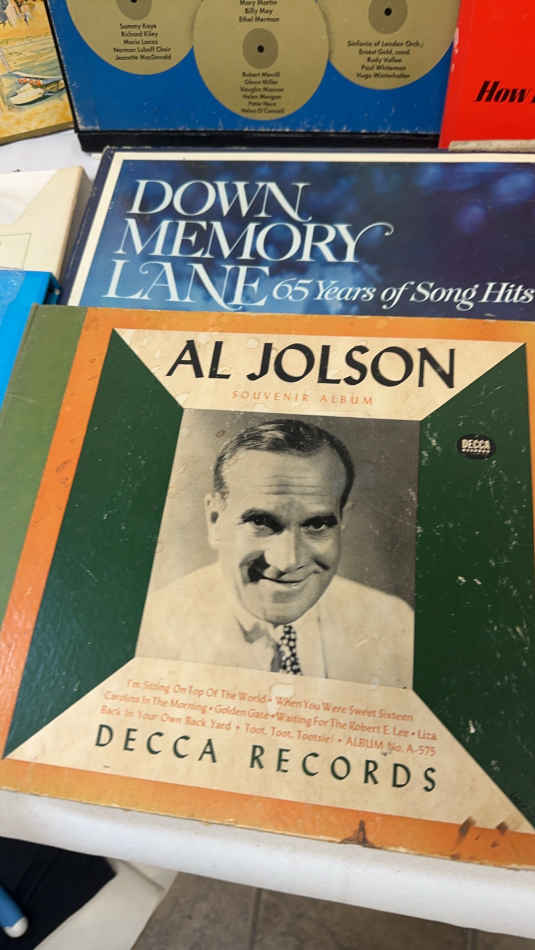 Sammy Kaye
Richard Kiley
Mario Lanza
Norman Luboff Choir
Jeanette MacDonald
Mary Martin
Billy May
Ethel Merman
Robert Merrill
Glenn Miller
Vaughn Monroe
Helen Morgan
Peter Nero
Helen O'Connell
Sinfonia of London Orch.;
Ernest Gold, cond.
Rudy Vallee
Paul Whiteman
Hugo Winterhalter
How
DOWN
MEMORY
LANE 65 Years of Song Hits
AL JOLSON
SOUVENIR ALBUM
DECCA
RECORDS
I'm Sitting On Top Of The World • When You Were Sweet Sixteen
Carolina In The Morning • Golden Gate • Waiting For The Robert E. Lee • Liza
Back In Your Own Back Yard • Toot, Toot, Tootsie! • ALBUM No. A-575
DECCA RECORDS